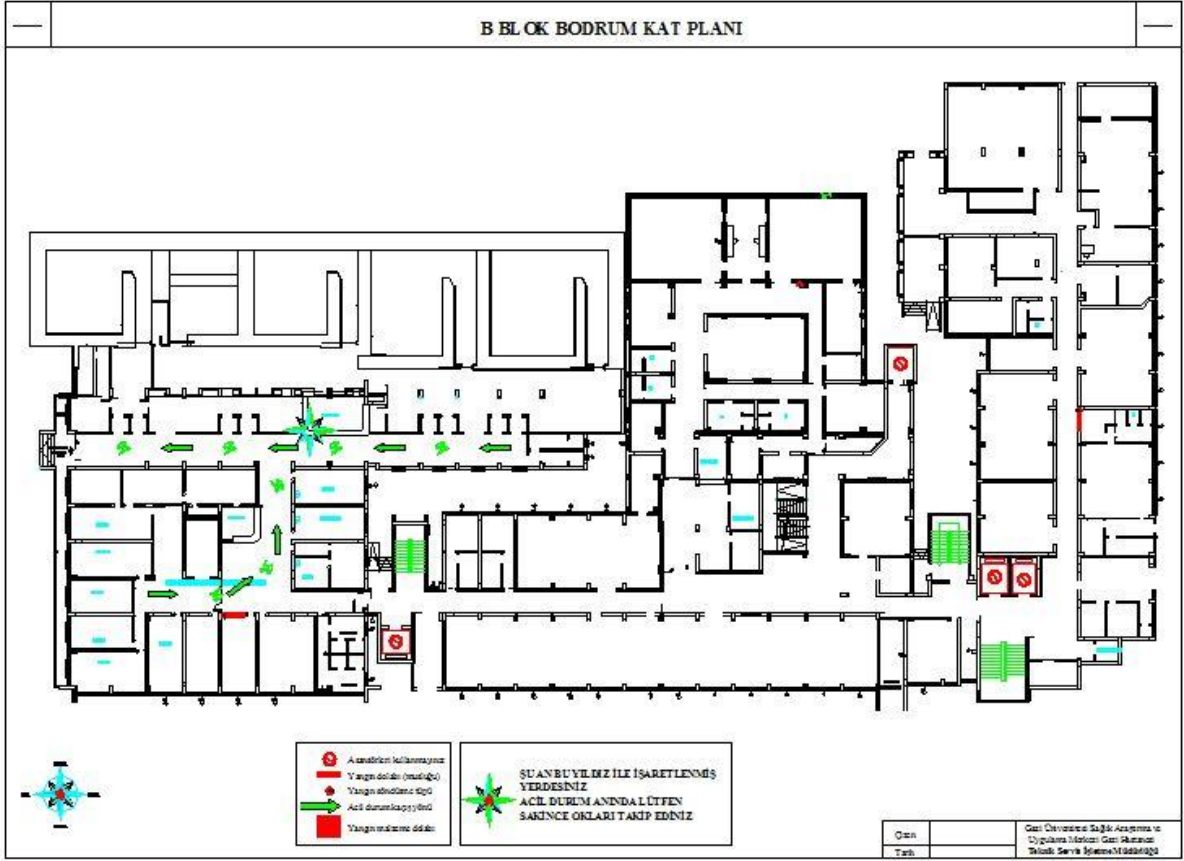 B BLOK BODRUM KAT PLANI
Asansörleri kullanmayınız
Yangın dolabı (musluğu)
Yangın söndürme tüpü
Acil durum kaçış yönü
Yangın malzeme dolabı
ŞU AN BU YILDIZ İLE İŞARETLENMİŞ
YERDESİNİZ
ACİL DURUM ANINDA LÜTFEN
SAKİNCE OKLARI TAKİP EDİNİZ
Çizen
Tarih
Gazi Üniversitesi Sağlık Araştırma ve
Uygulama Merkezi Gazi Hastanesi
Teknik Servis İşletme Müdürlüğü